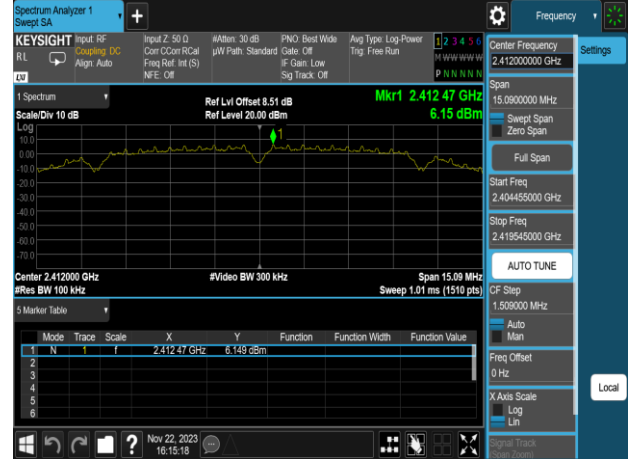 Spectrum Analyzer 1
Swept SA
Frequency
KEYSIGHT
RL
LXI
Input: RF
Coupling: DC
Align: Auto
Input Z: 50 Ω
Corr CCorr RCal
Freq Ref: Int (S)
NFE: Off
#Atten: 30 dB
µW Path: Standard
PNO: Best Wide
Gate: Off
IF Gain: Low
Sig Track: Off
Avg Type: Log-Power
Trig: Free Run
1 2 3 4 5 6
M W W W W W
P N N N N N
1 Spectrum
Scale/Div 10 dB
Ref Lvl Offset 8.51 dB
Ref Level 20.00 dBm
Mkr1 2.412 47 GHz
6.15 dBm
Log
10.0
0.00
-10.0
-20.0
-30.0
-40.0
-50.0
-60.0
-70.0
1
Center 2.412000 GHz
#Res BW 100 kHz
#Video BW 300 kHz
Span 15.09 MHz
Sweep 1.01 ms (1510 pts)
5 Marker Table
Mode Trace Scale X Y Function Function Width Function Value
1 N 1 f 2.412 47 GHz 6.149 dBm
2
3
4
5
6
Nov 22, 2023
16:15:18
Center Frequency
2.412000000 GHz
Settings
Span
15.0900000 MHz
Swept Span
Zero Span
Full Span
Start Freq
2.404455000 GHz
Stop Freq
2.419545000 GHz
AUTO TUNE
CF Step
1.509000 MHz
Auto
Man
Freq Offset
0 Hz
X Axis Scale
Log
Lin
Local
Signal Track
(Span Zoom)